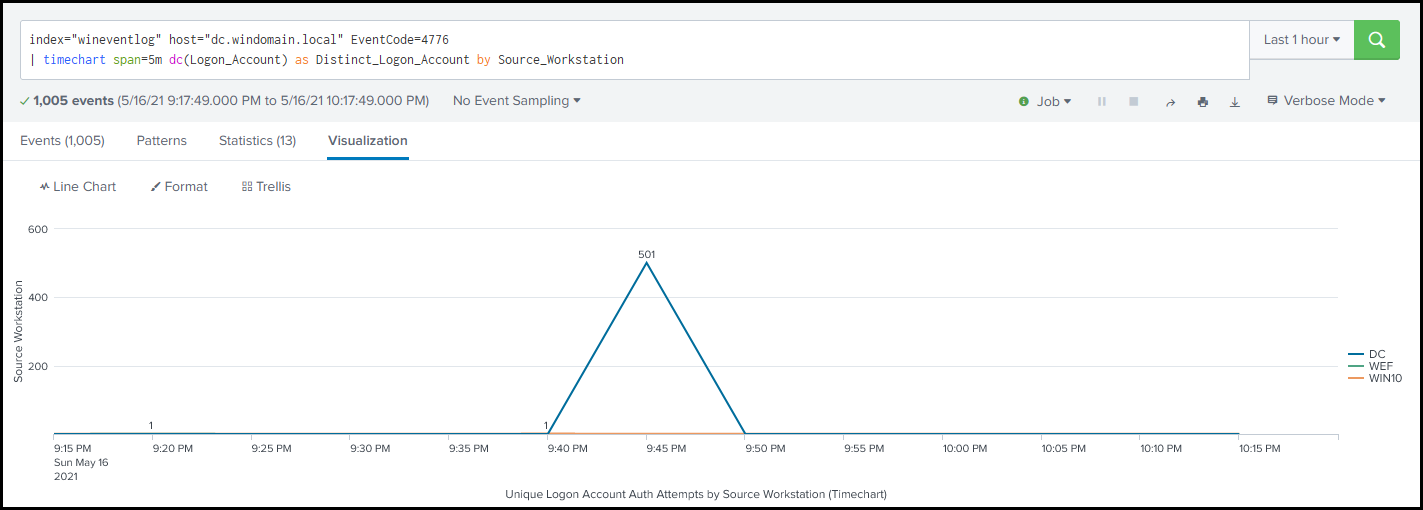 index="wineventlog" host="dc.windomain.local" EventCode=4776
| timechart span=5m dc(Logon_Account) as Distinct_Logon_Account by Source_Workstation
Last 1 hour
1,005 events (5/16/21 9:17:49.000 PM to 5/16/21 10:17:49.000 PM)
No Event Sampling
Job
Verbose Mode
Events (1,005)
Patterns
Statistics (13)
Visualization
Line Chart
Format
Trellis
600
400
200
Source Workstation
501
1
1
DC
WEF
WIN10
9:15 PM
Sun May 16
2021
9:20 PM
9:25 PM
9:30 PM
9:35 PM
9:40 PM
9:45 PM
9:50 PM
9:55 PM
10:00 PM
10:05 PM
10:10 PM
10:15 PM
Unique Logon Account Auth Attempts by Source Workstation (Timechart)